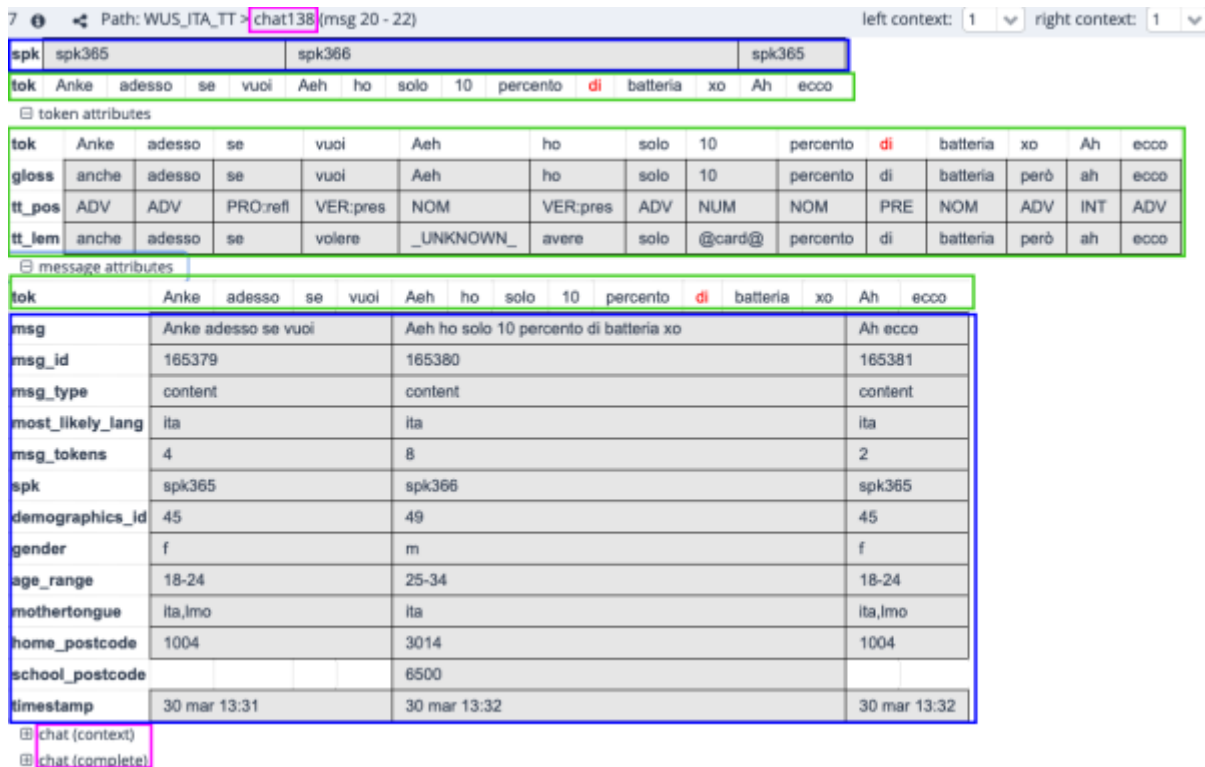 7 Path: WUS_ITA_TT > chat138 (msg 20 - 22) left context: 1 right context: 1
spk spk365 spk366 spk365
tok Anke adesso se vuoi Aeh ho solo 10 percento di batteria xo Ah ecco
token attributes
tok Anke adesso se vuoi Aeh ho solo 10 percento di batteria xo Ah ecco
gloss anche adesso se vuoi Aeh ho solo 10 percento di batteria però ah ecco
tt_pos ADV ADV PRO:refl VER:pres NOM VER:pres ADV NUM NOM PRE NOM ADV INT ADV
tt_lem anche adesso se volere _UNKNOWN_ avere solo @card@ percento di batteria però ah ecco
message attributes
tok Anke adesso se vuoi Aeh ho solo 10 percento di batteria xo Ah ecco
msg Anke adesso se vuoi Aeh ho solo 10 percento di batteria xo Ah ecco
msg_id 165379 165380 165381
msg_type content content content
most_likely_lang ita ita ita
msg_tokens 4 8 2
spk spk365 spk366 spk365
demographics_id 45 49 45
gender f m f
age_range 18-24 25-34 18-24
mothertongue ita,lmo ita ita,lmo
home_postcode 1004 3014 1004
school_postcode 6500
timestamp 30 mar 13:31 30 mar 13:32 30 mar 13:32
chat (context)
chat (complete)